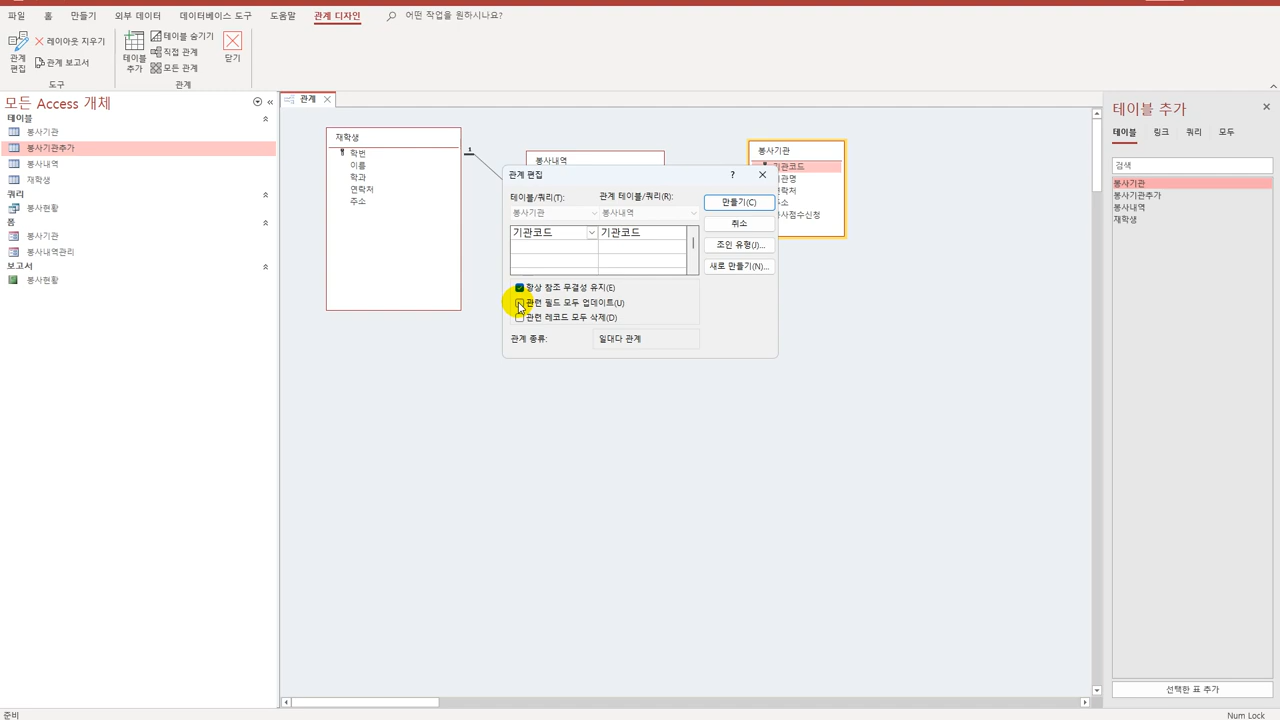 파일 홈 만들기 외부 데이터 데이터베이스 도구 도움말 관계 디자인 어떤 작업을 원하시나요?
관계 편집
레이아웃 지우기
관계 보고서
도구
테이블 추가
테이블 숨기기
직접 관계
모든 관계
닫기
관계
모든 Access 개체
테이블
봉사기관
봉사기관추가
봉사내역
재학생
쿼리
봉사현황
폼
봉사기관
봉사내역관리
보고서
봉사현황
관계
재학생
학번
이름
학과
연락처
주소
1
봉사내역
봉사기관
기관코드
관명
락처
소
사점수신청
관계 편집
?
테이블/쿼리(T): 관계 테이블/쿼리(R):
봉사기관 봉사내역
기관코드 기관코드
항상 참조 무결성 유지(E)
관련 필드 모두 업데이트(U)
관련 레코드 모두 삭제(D)
관계 종류: 일대다 관계
만들기(C)
취소
조인 유형(J)...
새로 만들기(N)...
테이블 추가
테이블 링크 쿼리 모두
검색
봉사기관
봉사기관추가
봉사내역
재학생
선택한 표 추가
준비
Num Lock